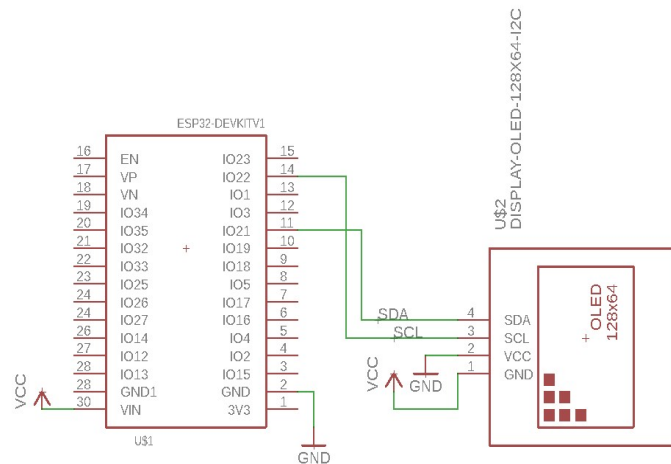 DISPLAY-OLED-128X64-I2C
U$2
ESP32-DEVKITV1
16 EN IO23 15
17 VP IO22 14
18 VN IO1 13
19 IO34 IO3 12
20 IO35 IO21 11
21 IO32 IO19 10
22 IO33 IO18 9
23 IO25 IO5 8
24 IO26 IO17 7
24 IO27 IO16 6
26 IO14 IO4 5
27 IO12 IO2 4
28 IO13 IO15 3
28 GND1 GND 2
30 VIN 3V3 1
U$1
VCC
GND
SDA
SCL
VCC
GND
4 SDA
3 SCL
2 VCC
1 GND
OLED
128x64